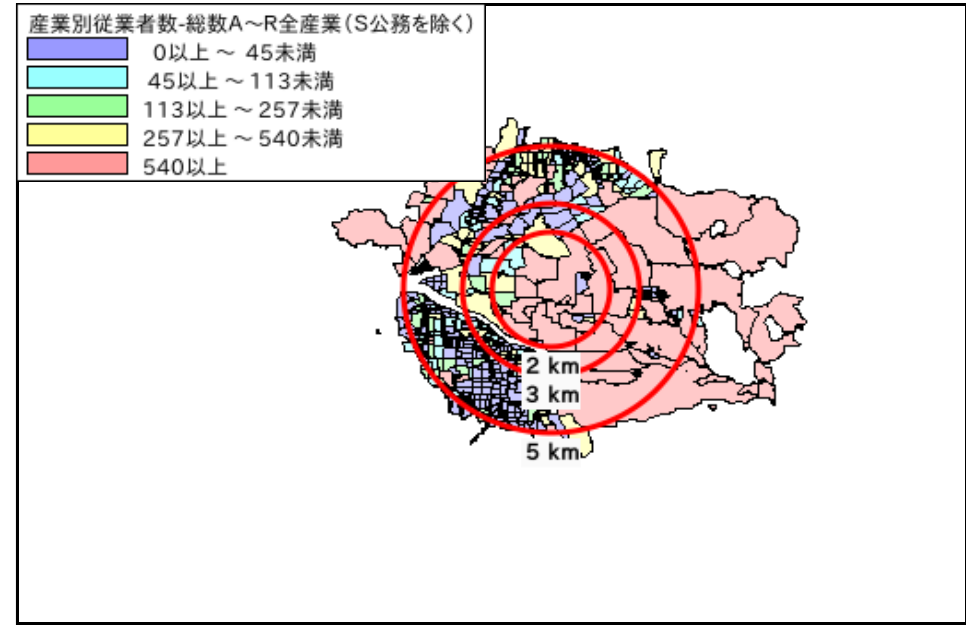 産業別従業者数-総数A～R全産業(S公務を除く)
0以上 ～ 45未満
45以上 ～ 113未満
113以上 ～ 257未満
257以上 ～ 540未満
540以上
2 km
3 km
5 km